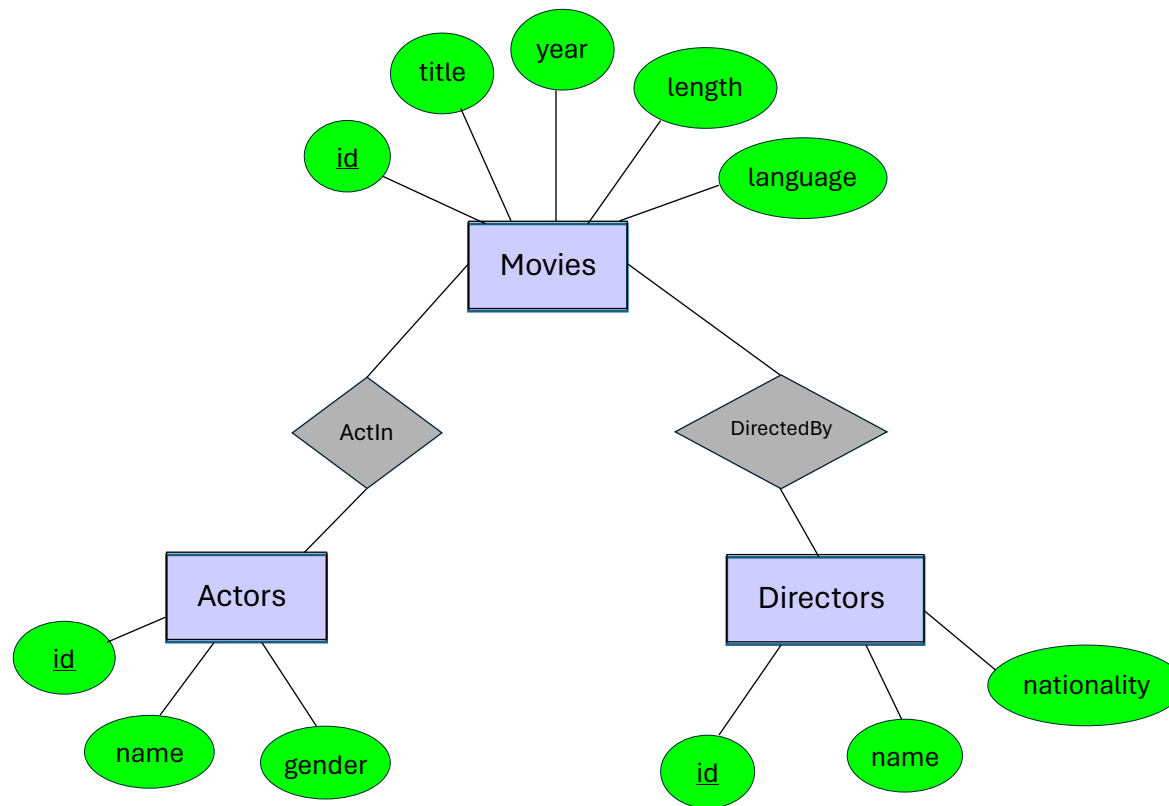 year
title
length
id
language
Movies
ActIn
DirectedBy
Actors
Directors
id
nationality
name
gender
id
name